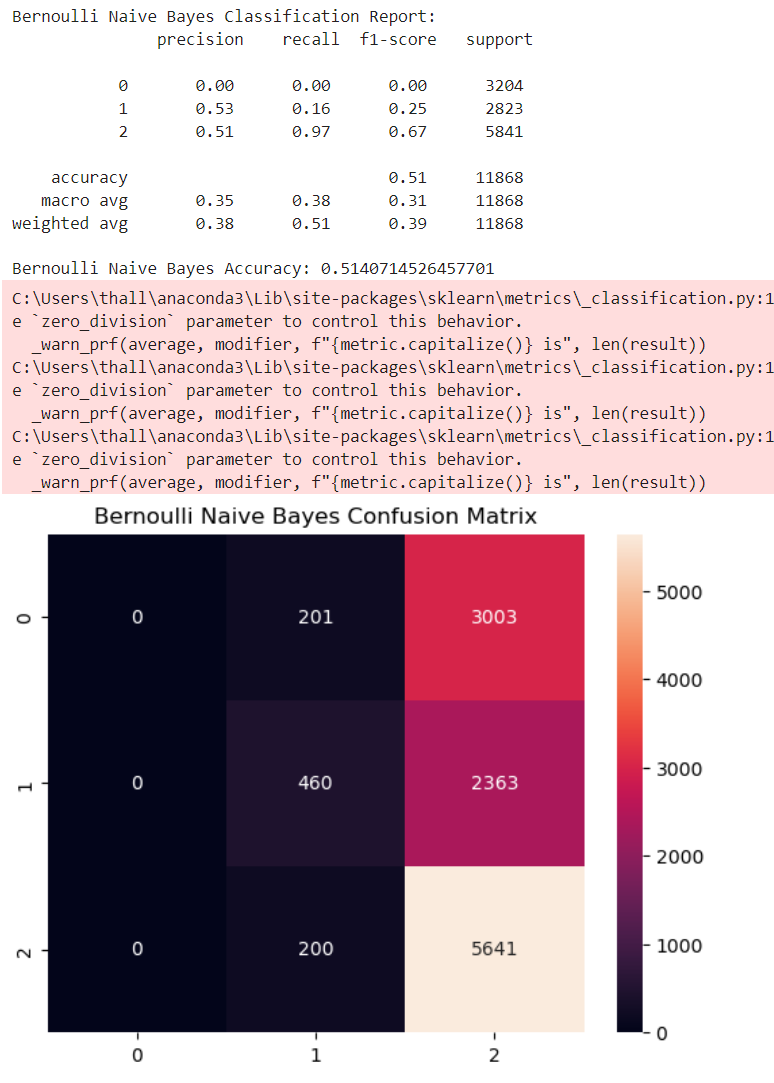 Bernoulli Naive Bayes Classification Report:
precision recall f1-score support
0 0.00 0.00 0.00 3204
1 0.53 0.16 0.25 2823
2 0.51 0.97 0.67 5841
accuracy 0.51 11868
macro avg 0.35 0.38 0.31 11868
weighted avg 0.38 0.51 0.39 11868
Bernoulli Naive Bayes Accuracy: 0.5140714526457701
C:\Users\thall\anaconda3\Lib\site-packages\sklearn\metrics\_classification.py:1
e `zero_division` parameter to control this behavior.
_warn_prf(average, modifier, f"{metric.capitalize()} is", len(result))
C:\Users\thall\anaconda3\Lib\site-packages\sklearn\metrics\_classification.py:1
e `zero_division` parameter to control this behavior.
_warn_prf(average, modifier, f"{metric.capitalize()} is", len(result))
C:\Users\thall\anaconda3\Lib\site-packages\sklearn\metrics\_classification.py:1
e `zero_division` parameter to control this behavior.
_warn_prf(average, modifier, f"{metric.capitalize()} is", len(result))
Bernoulli Naive Bayes Confusion Matrix
0 0 201 3003
1 0 460 2363
2 0 200 5641
0 1 2
5000
4000
3000
2000
1000
0